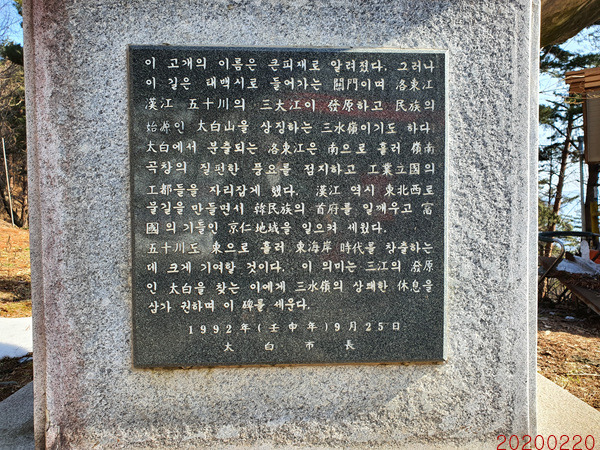 이 고개의 이름은 큰피재로 알려졌다. 그러나
이 길은 태백시로 들어가는 關門이며 洛東江
漢江 五十川의 三大江이 發原하고 民族의
始源인 太白山을 상징하는 三水嶺이기도 하다
太白에서 분출되는 洛東江은 南으로 흘러 嶺南
곡창의 질편한 풍요를 점지하고 工業立國의
工都들을 자리잡게 했다. 漢江 역시 東北西로
물길을 만들면서 韓民族의 首府를 일깨우고 富
國의 기틀인 京仁地域을 일으켜 세웠다.
五十川도 東으로 흘러 東海岸 時代를 창출하는
데 크게 기여할 것이다. 이 의미는 三江의 發原
인 太白을 찾는 이에게 三水嶺의 상쾌한 休息을
삼가 권하며 이 碑를 세운다.
1992年(壬申年)9月25日
太白市長
20200220